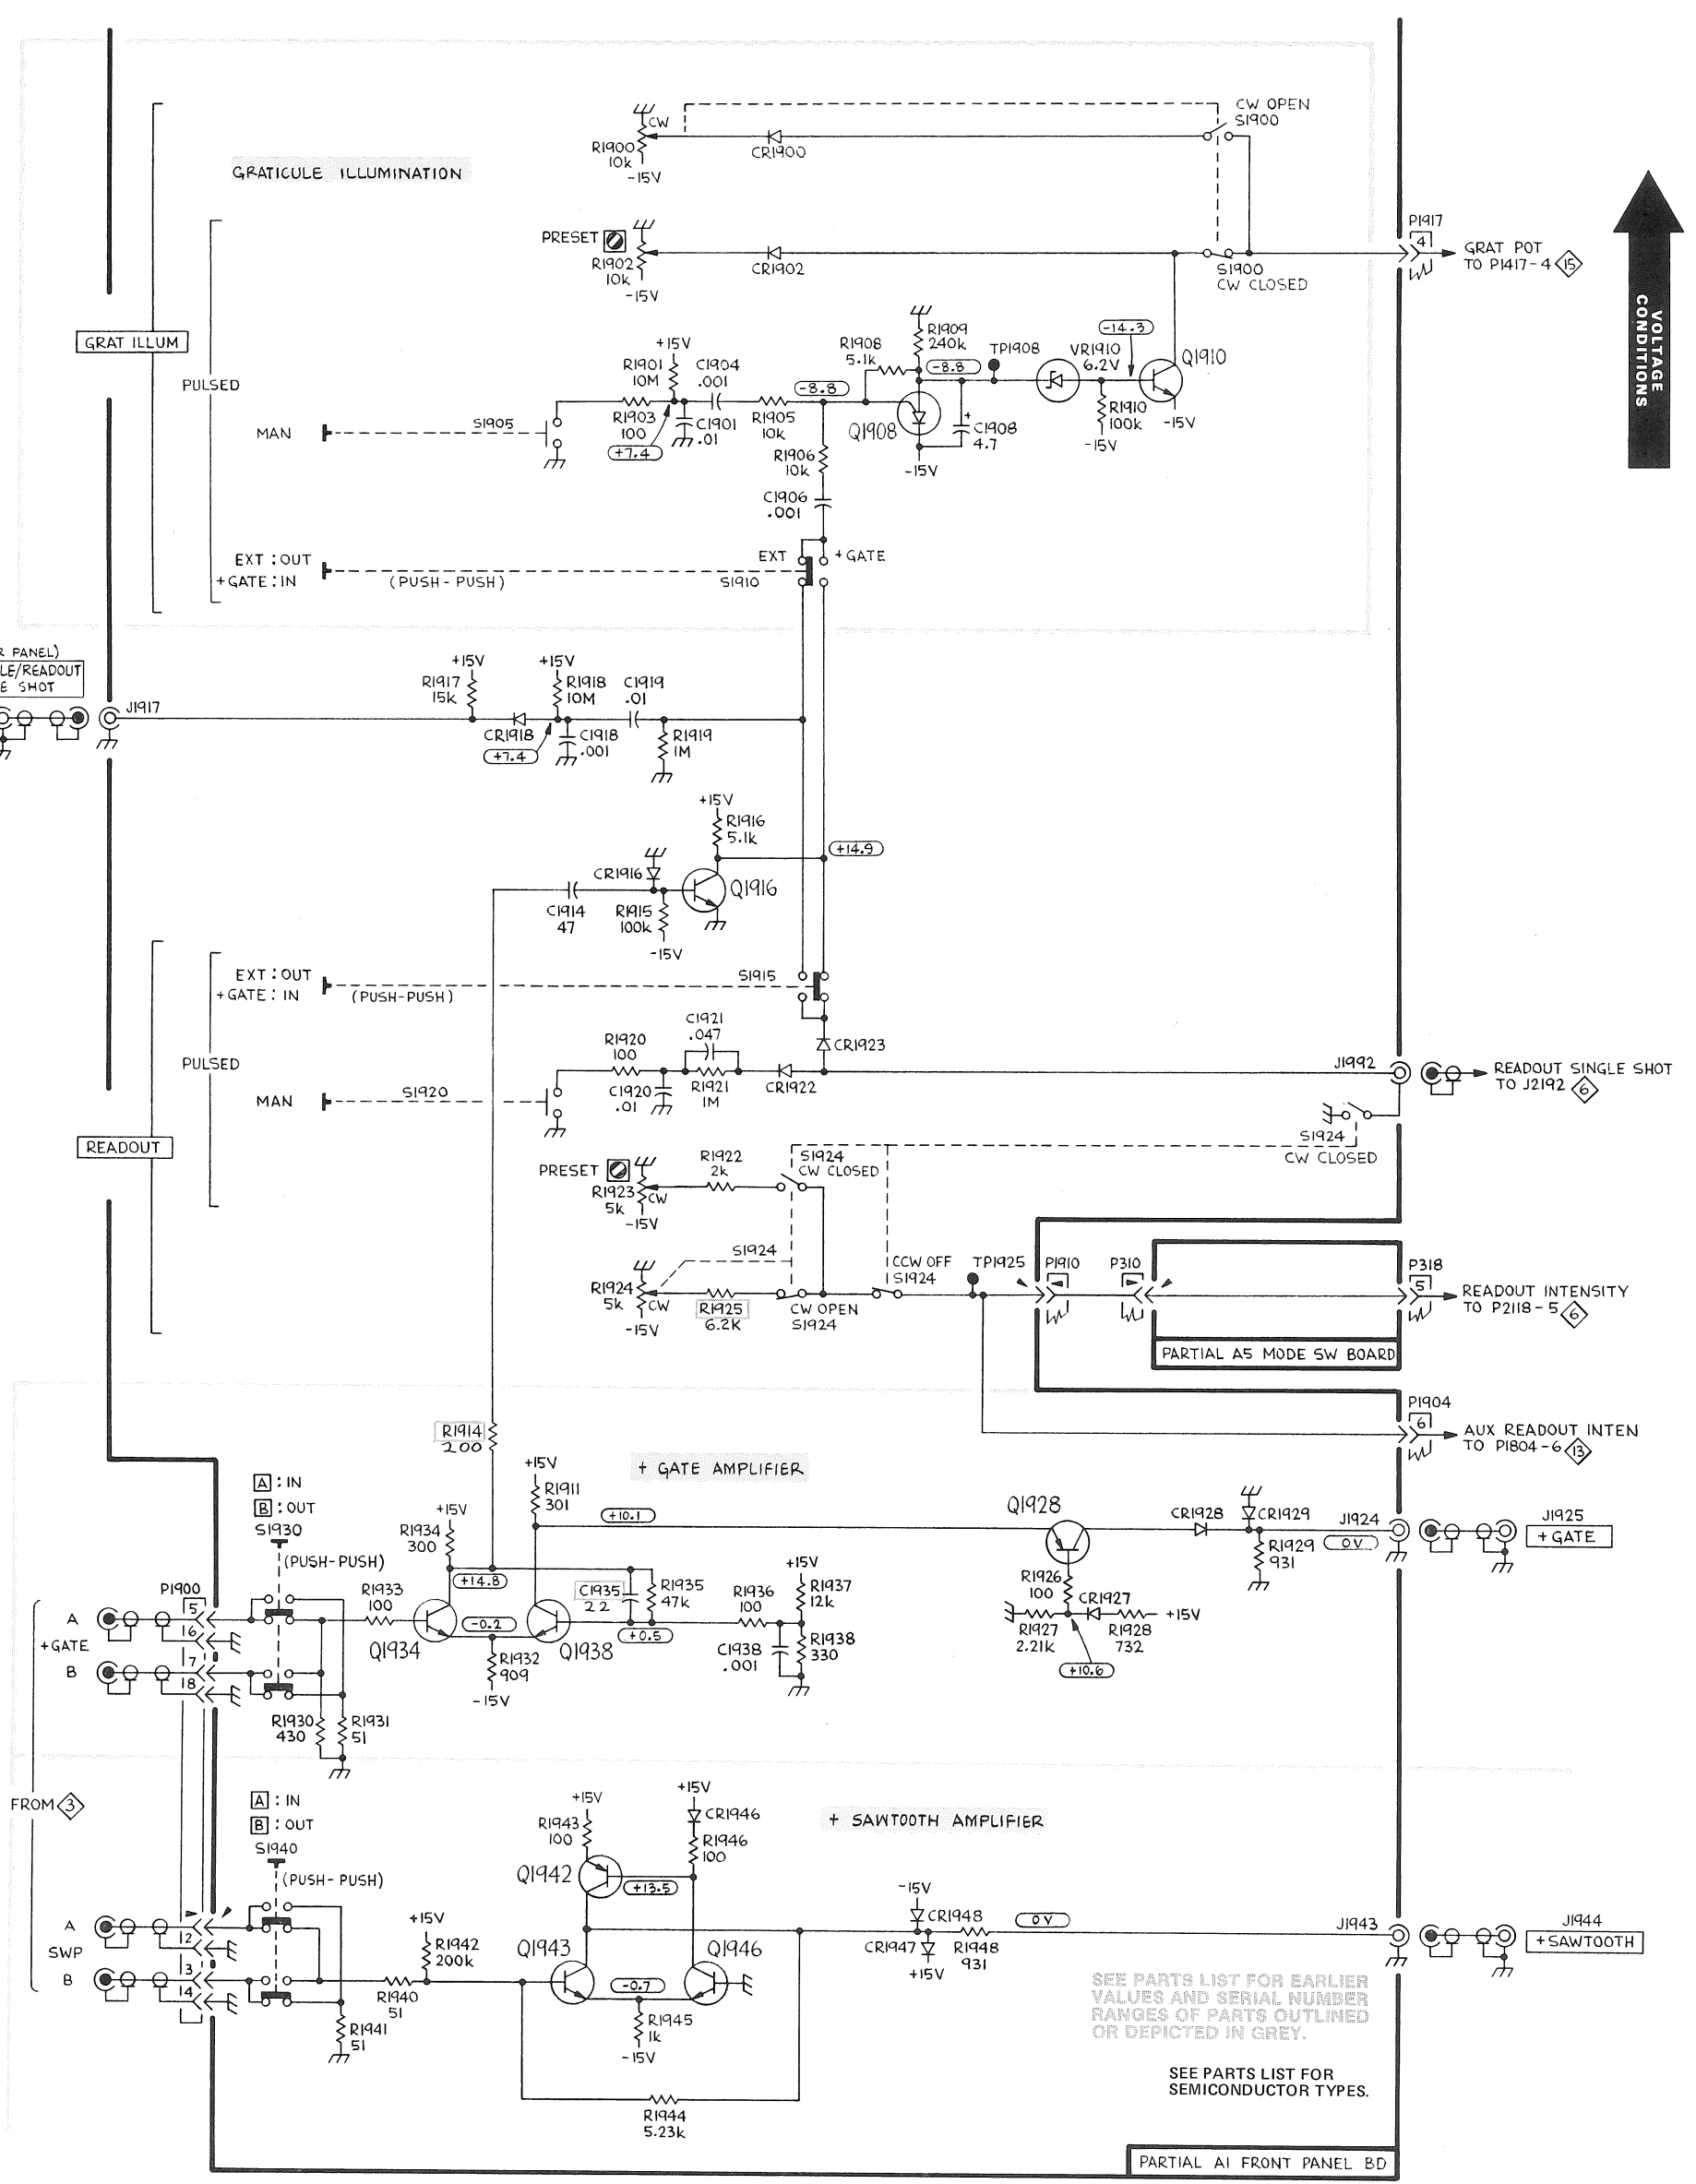 CW OPEN
S1900
CW
R1900
10k
-15V
CR1900
GRATICULE ILLUMINATION
PRESET
R1902
10k
-15V
CR1902
S1900
CW CLOSED
P1917
4
GRAT POT
TO P1417-4 15
VOLTAGE
CONDITIONS
GRAT ILLUM
PULSED
+15V
R1901
10M
C1904
.001
R1903
100
C1901
.01
+7.4
R1905
10k
-8.8
R1908
5.1k
R1909
240k
-8.8
TP1908
VR1910
6.2V
-14.3
Q1910
R1910
100k
-15V
-15V
Q1908
C1908
+
4.7
-15V
MAN
S1905
R1906
10k
C1906
.001
EXT : OUT
+GATE : IN
(PUSH-PUSH)
EXT
+GATE
S1910
R PANEL)
LE/READOUT
E SHOT
J1917
+15V
R1917
15k
+15V
R1918
10M
C1919
.01
CR1918
+7.4
C1918
.001
R1919
1M
+15V
R1916
5.1k
+14.9
CR1916
Q1916
C1914
47
R1915
100k
-15V
EXT : OUT
+GATE : IN
(PUSH-PUSH)
S1915
PULSED
R1920
100
C1921
.047
CR1923
C1920
.01
R1921
1M
CR1922
MAN
S1920
J1992
READOUT SINGLE SHOT
TO J2192 6
S1924
CW CLOSED
READOUT
PRESET
R1923
5k
CW
-15V
R1922
2k
S1924
CW CLOSED
S1924
R1924
5k
CW
-15V
R1925
6.2K
CW OPEN
S1924
CCW OFF
S1924
TP1925
P1910
P310
P318
5
READOUT INTENSITY
TO P2118-5 6
PARTIAL A5 MODE SW BOARD
P1904
6
AUX READOUT INTEN
TO P1804-6 13
R1914
200
+ GATE AMPLIFIER
A : IN
B : OUT
S1930
(PUSH-PUSH)
+15V
R1934
300
+15V
R1911
301
+10.1
Q1928
CR1928
CR1929
J1924
0V
R1929
931
J1925
+GATE
+14.8
C1935
22
R1935
47k
R1936
100
+15V
R1937
12k
R1926
100
CR1927
+15V
R1927
2.21k
R1928
732
+10.6
P1900
A
+GATE
B
5
16
7
18
R1933
100
Q1934
-0.2
Q1938
+0.5
R1932
909
-15V
C1938
.001
R1938
330
R1930
430
R1931
51
FROM 3
A : IN
B : OUT
S1940
(PUSH-PUSH)
+15V
R1943
100
+15V
CR1946
R1946
100
+ SAWTOOTH AMPLIFIER
Q1942
+13.5
A
SWP
B
12
3
14
+15V
R1942
200k
Q1943
Q1946
-0.7
R1940
51
R1941
51
R1945
1k
-15V
R1944
5.23k
-15V
CR1948
CR1947
+15V
R1948
931
0V
J1943
J1944
+SAWTOOTH
SEE PARTS LIST FOR EARLIER
VALUES AND SERIAL NUMBER
RANGES OF PARTS OUTLINED
OR DEPICTED IN GREY.
SEE PARTS LIST FOR
SEMICONDUCTOR TYPES.
PARTIAL A1 FRONT PANEL BD